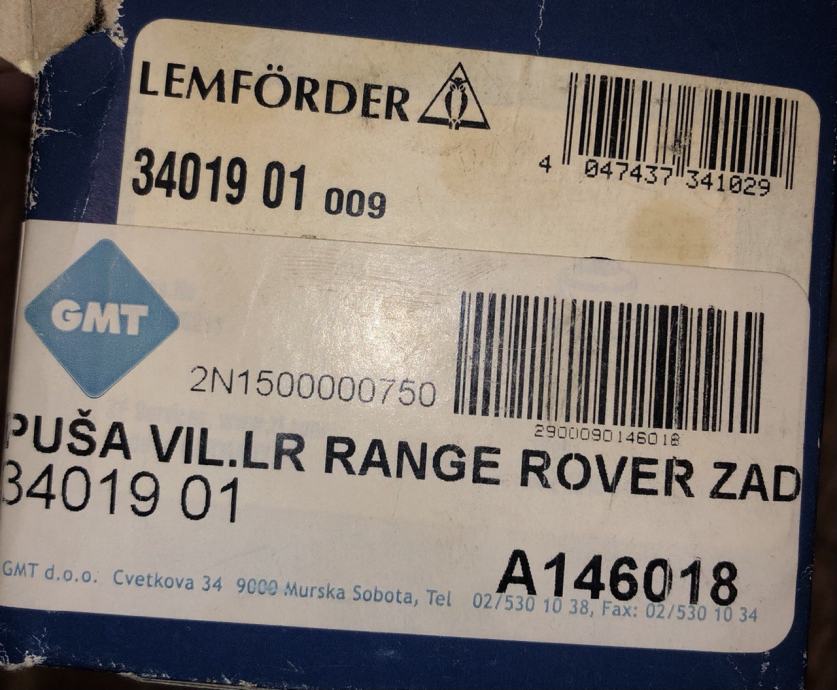 LEMFÖRDER
4 047437 341029
34019 01 009
GMT
2N1500000750
2900090146018
PUŠA VIL.LR RANGE ROVER ZAD
34019 01
A146018
GMT d.o.o. Cvetkova 34 9000 Murska Sobota, Tel 02/530 10 38, Fax: 02/530 10 34